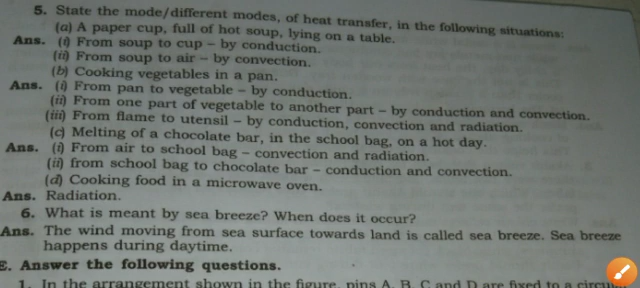 5. State the mode/different modes, of heat transfer, in the following situations:
(a) A paper cup, full of hot soup, lying on a table.
Ans. (i) From soup to cup – by conduction.
(ii) From soup to air – by convection.
(b) Cooking vegetables in a pan.
Ans. (i) From pan to vegetable – by conduction.
(ii) From one part of vegetable to another part – by conduction and convection.
(iii) From flame to utensil – by conduction, convection and radiation.
(c) Melting of a chocolate bar, in the school bag, on a hot day.
Ans. (i) From air to school bag – convection and radiation.
(ii) from school bag to chocolate bar – conduction and convection.
(d) Cooking food in a microwave oven.
Ans. Radiation.
6. What is meant by sea breeze? When does it occur?
Ans. The wind moving from sea surface towards land is called sea breeze. Sea breeze
happens during daytime.
E. Answer the following questions.
1. In the arrangement shown in the figure, pins A, B, C and D are fixed to a